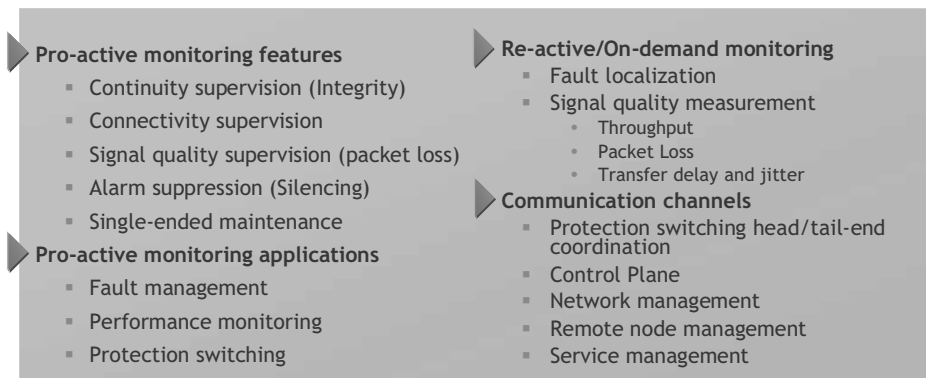 Pro-active monitoring features
Continuity supervision (Integrity)
Connectivity supervision
Signal quality supervision (packet loss)
Alarm suppression (Silencing)
Single-ended maintenance
Pro-active monitoring applications
Fault management
Performance monitoring
Protection switching
Re-active/On-demand monitoring
Fault localization
Signal quality measurement
Throughput
Packet Loss
Transfer delay and jitter
Communication channels
Protection switching head/tail-end
coordination
Control Plane
Network management
Remote node management
Service management